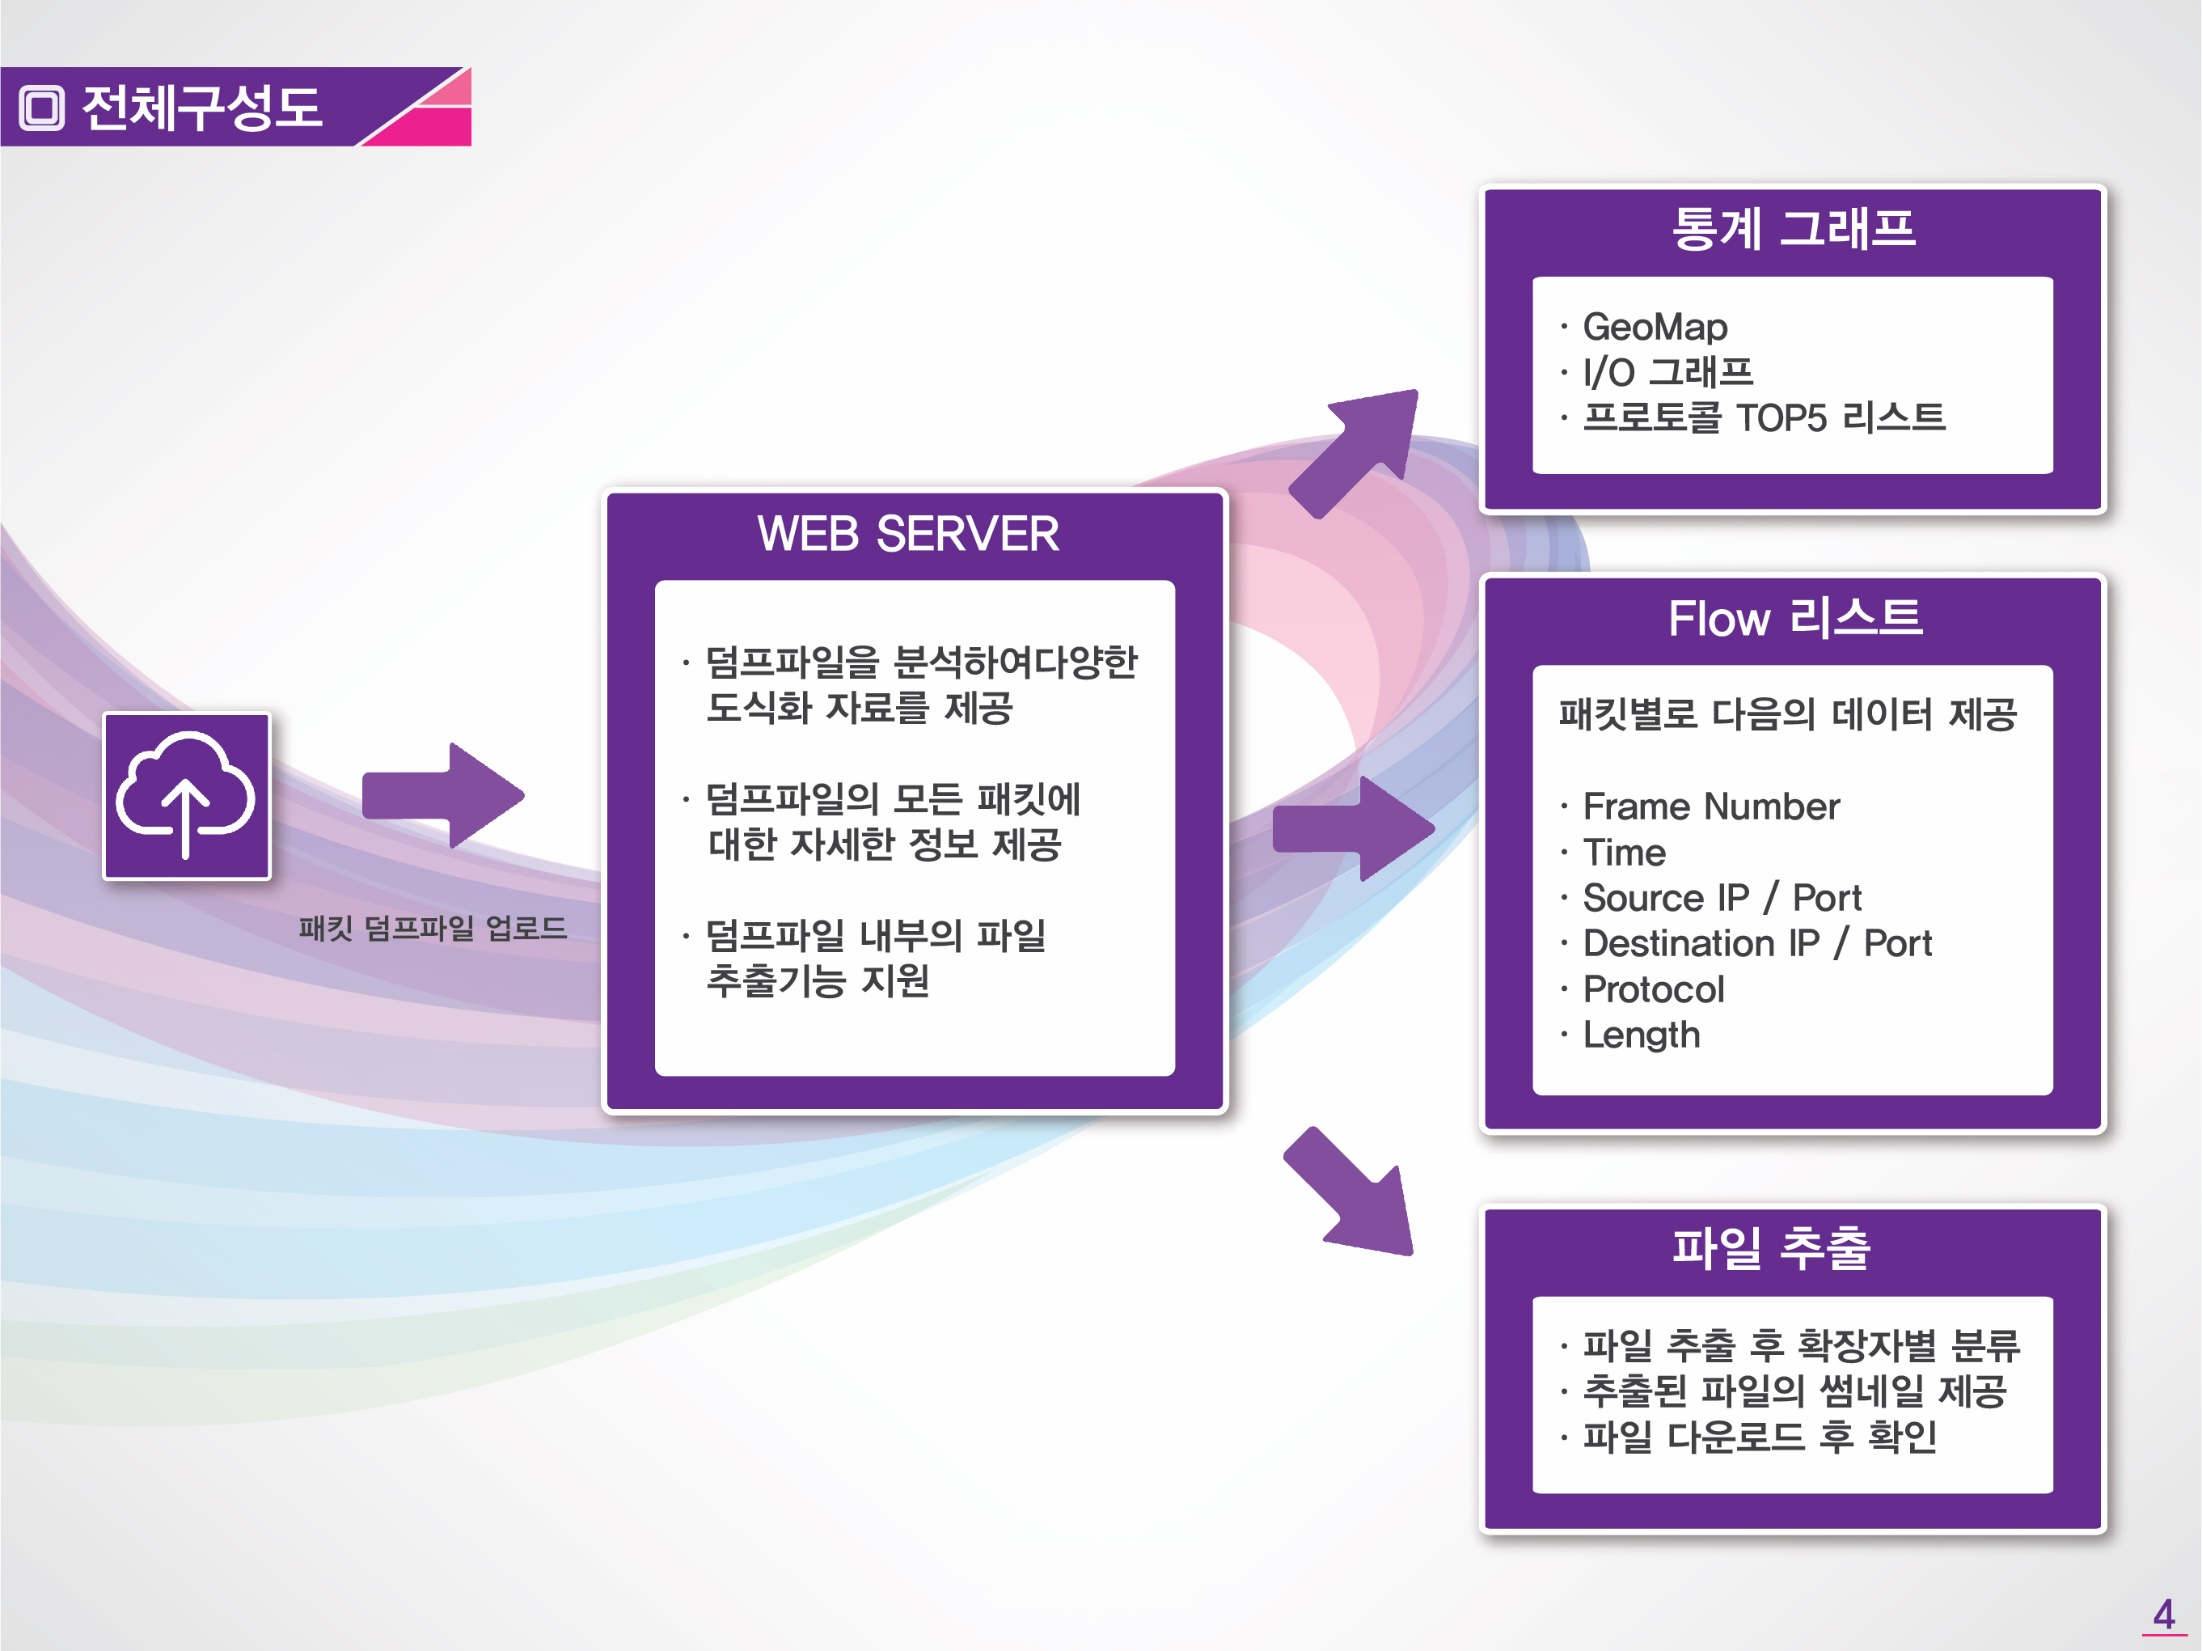 전체구성도
패킷 덤프파일 업로드
WEB SERVER
· 덤프파일을 분석하여다양한
도식화 자료를 제공
· 덤프파일의 모든 패킷에
대한 자세한 정보 제공
· 덤프파일 내부의 파일
추출기능 지원
통계 그래프
· GeoMap
· I/O 그래프
· 프로토콜 TOP5 리스트
Flow 리스트
패킷별로 다음의 데이터 제공
· Frame Number
· Time
· Source IP / Port
· Destination IP / Port
· Protocol
· Length
파일 추출
· 파일 추출 후 확장자별 분류
· 추출된 파일의 썸네일 제공
· 파일 다운로드 후 확인
4